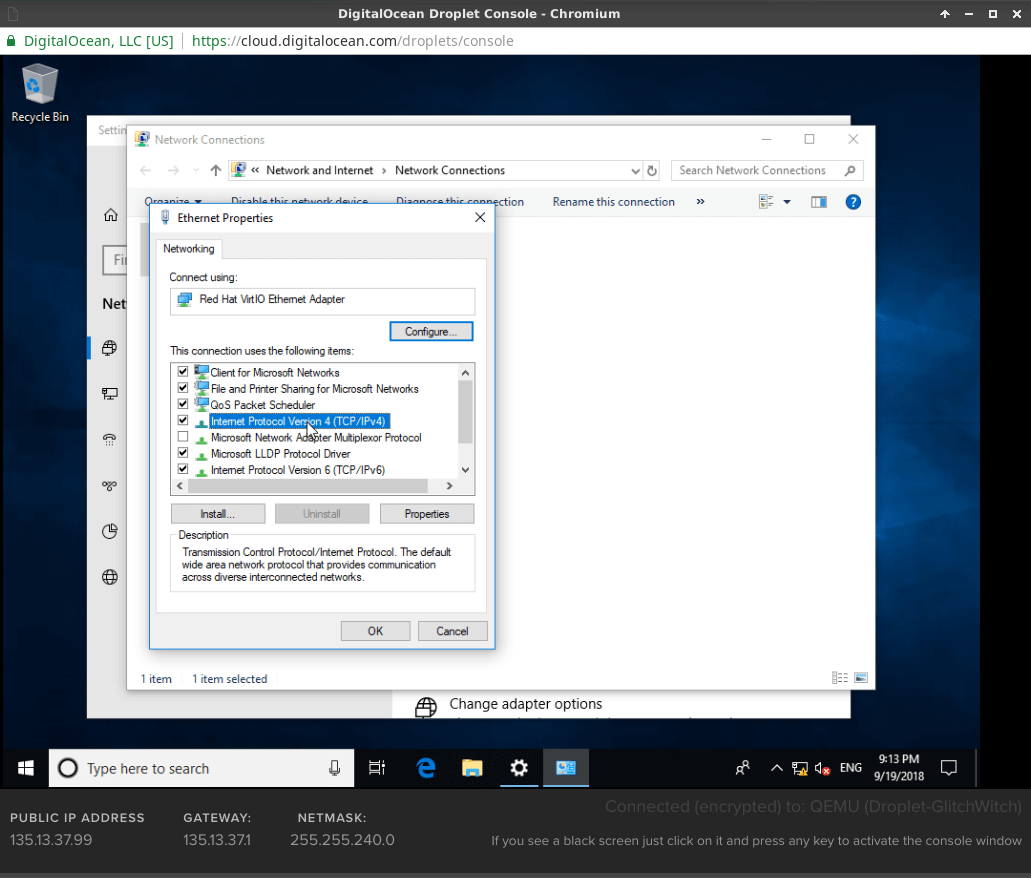 DigitalOcean Droplet Console - Chromium
DigitalOcean, LLC [US] https://cloud.digitalocean.com/droplets/console
Recycle Bin
Settin
Network Connections
« Network and Internet › Network Connections
Search Network Connections
Organize Disable this network device Diagnose this connection Rename this connection »
Ethernet Properties
Networking
Fi
Connect using:
Net
Red Hat VirtIO Ethernet Adapter
Configure...
This connection uses the following items:
Client for Microsoft Networks
File and Printer Sharing for Microsoft Networks
QoS Packet Scheduler
Internet Protocol Version 4 (TCP/IPv4)
Microsoft Network Adapter Multiplexor Protocol
Microsoft LLDP Protocol Driver
Internet Protocol Version 6 (TCP/IPv6)
Install... Uninstall Properties
Description
Transmission Control Protocol/Internet Protocol. The default
wide area network protocol that provides communication
across diverse interconnected networks.
OK Cancel
1 item 1 item selected
Change adapter options
Type here to search
ENG
9:13 PM
9/19/2018
Connected (encrypted) to: QEMU (Droplet-GlitchWitch)
PUBLIC IP ADDRESS GATEWAY: NETMASK:
135.13.37.99 135.13.37.1 255.255.240.0
If you see a black screen just click on it and press any key to activate the console window